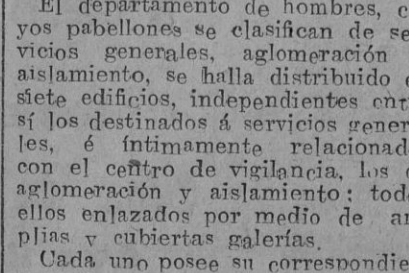 El departamento de hombres, c
yos pabellones se clasifican de se
vicios generales, aglomeración
aislamiento, se halla distribuido
siete edificios, independientes entr
sí los destinados á servicios gener
les, é íntimamente relacionad
con el centro de vigilancia, los
aglomeración y aislamiento: tod
ellos enlazados por medio de am
plias y cubiertas galerías.
Cada uno posee su correspondie